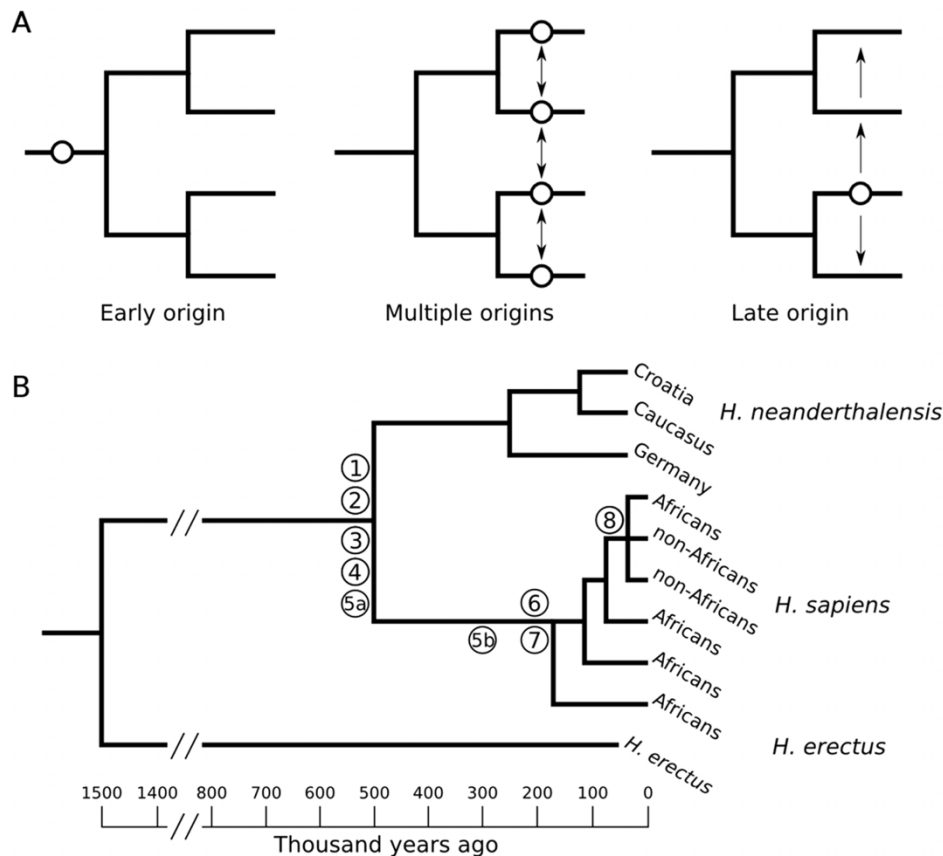 A
Early origin
Multiple origins
Late origin
B
Croatia
Caucasus
Germany
H. neanderthalensis
1
2
3
4
5a
5b
6
7
8
Africans
non-Africans
non-Africans
Africans
Africans
Africans
H. sapiens
H. erectus
H. erectus
1500 1400 800 700 600 500 400 300 200 100 0
Thousand years ago